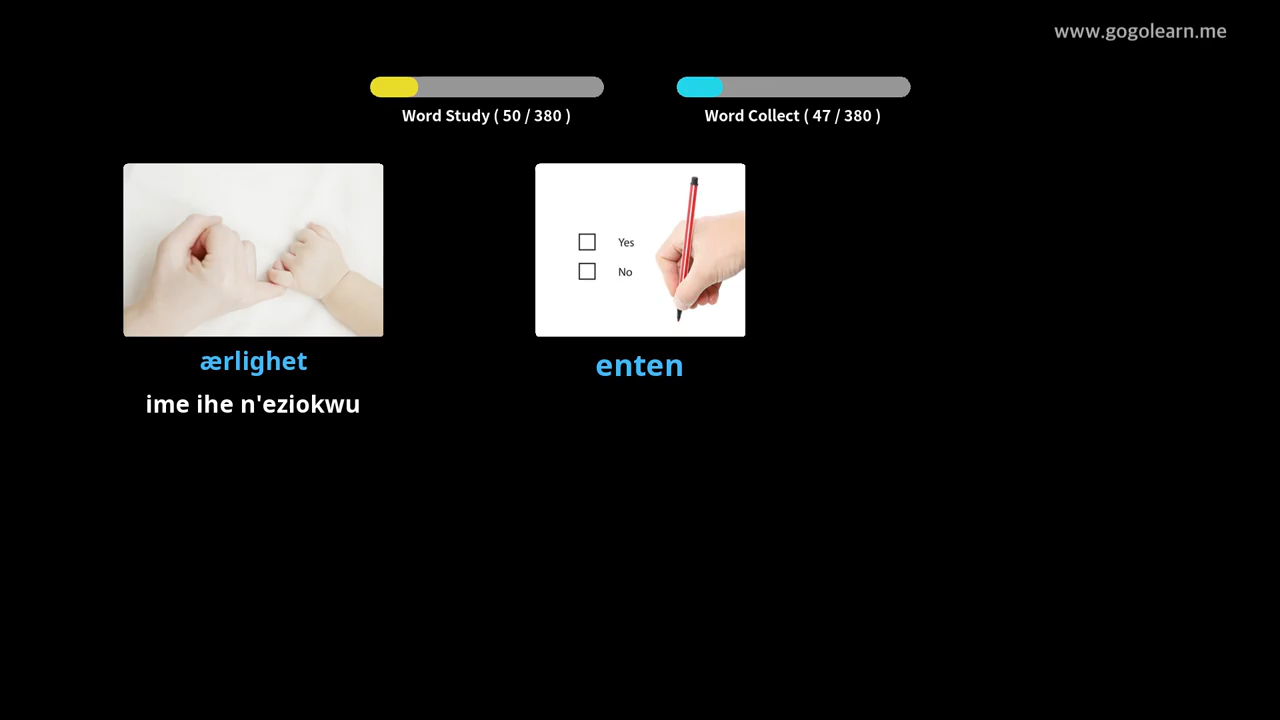 www.gogolearn.me
Word Study ( 50 / 380 )
Word Collect ( 47 / 380 )
Yes
No
ærlighet
ime ihe n'eziokwu
enten